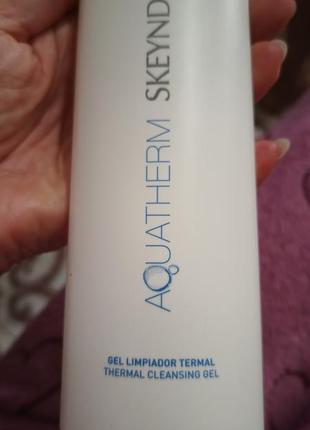 SKEYND
AQUATHERM
GEL LIMPIADOR TERMAL
THERMAL CLEANSING GEL